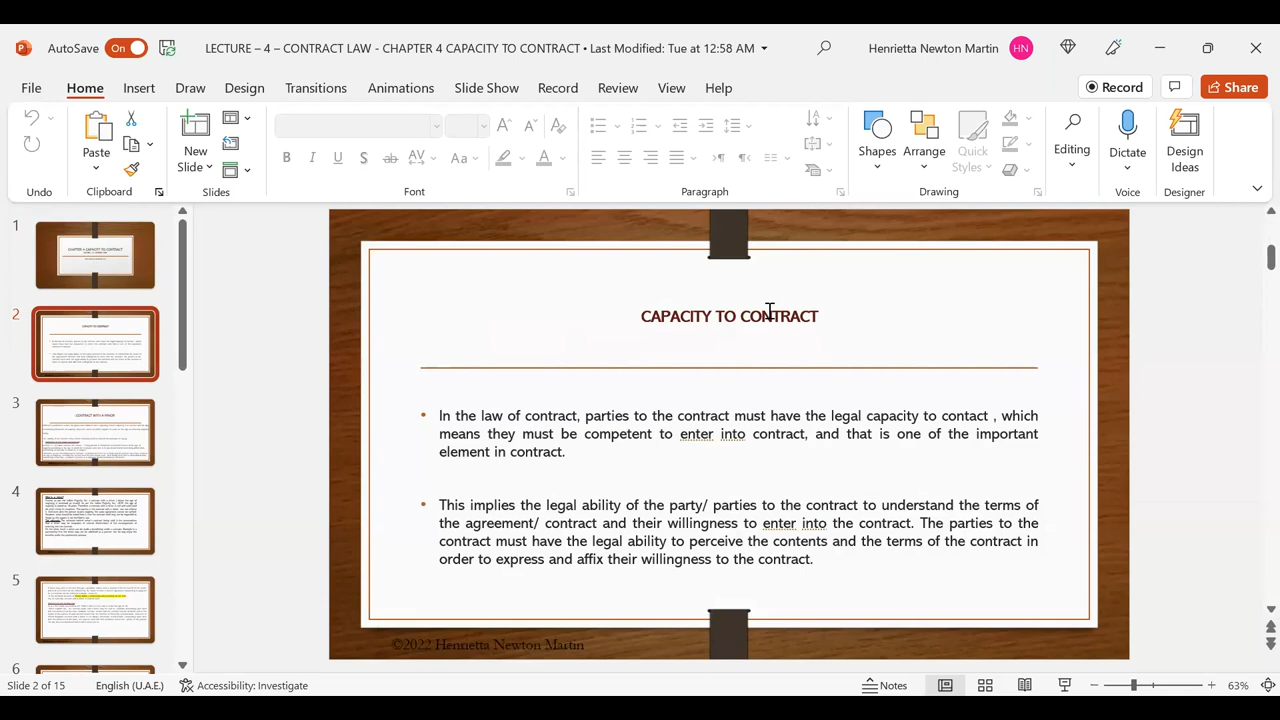 AutoSave On LECTURE – 4 – CONTRACT LAW - CHAPTER 4 CAPACITY TO CONTRACT • Last Modified: Tue at 12:58 AM Henrietta Newton Martin HN
File Home Insert Draw Design Transitions Animations Slide Show Record Review View Help Record Share
Paste New Slide Shapes Arrange Quick Styles Editing Dictate Design Ideas
Undo Clipboard Slides Font Paragraph Drawing Voice Designer
1
2
3
4
5
6
CAPACITY TO CONTRACT
• In the law of contract, parties to the contract must have the legal capacity to contact , which
means they must be competent to enter into contract, and that is one of the important
element in contract.
• This implies the legal ability of the party/ parties to the contract to understand the terms of
the agreement/ contract and their willingness to enter into the contract. The parties to the
contract must have the legal ability to perceive the contents and the terms of the contract in
order to express and affix their willingness to the contract.
©2022 Henrietta Newton Martin
Slide 2 of 15 English (U.A.E.) Accessibility: Investigate Notes 63%